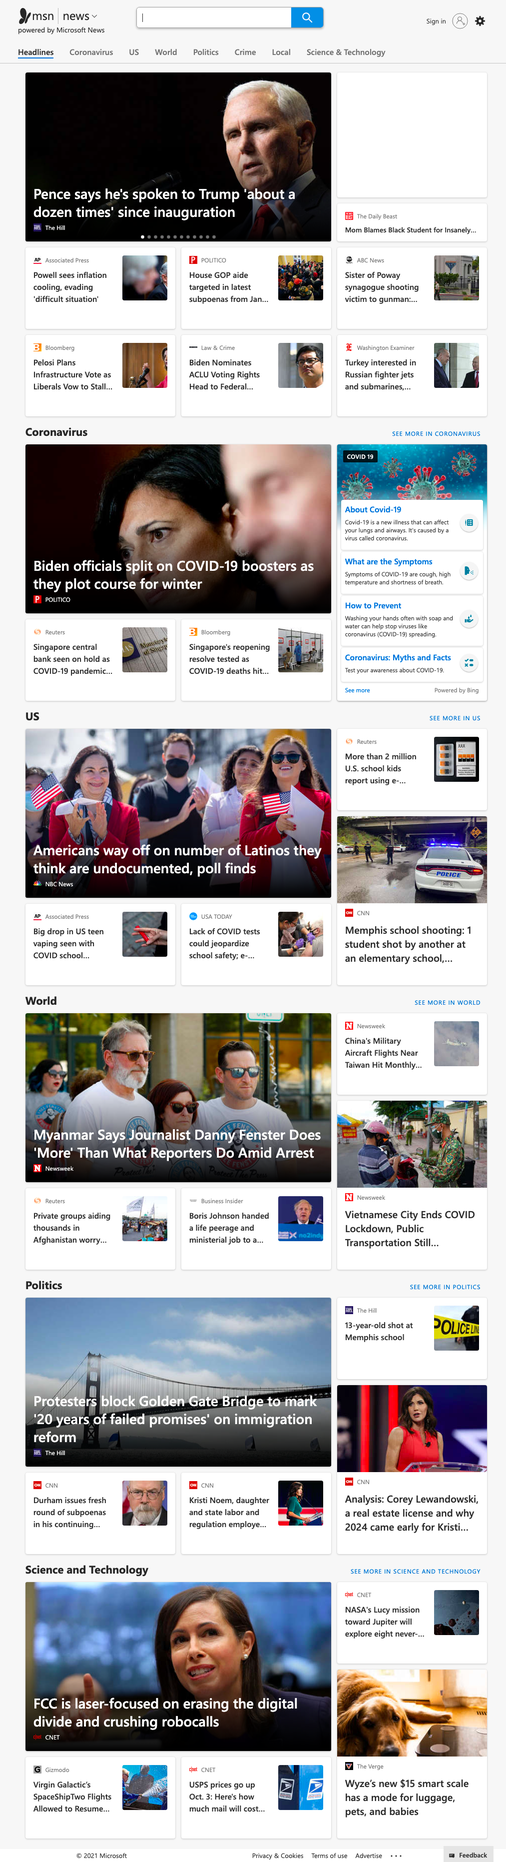 msn | news
powered by Microsoft News
Sign in
Headlines Coronavirus US World Politics Crime Local Science & Technology
Pence says he's spoken to Trump 'about a
dozen times' since inauguration
The Hill
The Daily Beast
Mom Blames Black Student for Insanely...
Associated Press
Powell sees inflation
cooling, evading
'difficult situation'
POLITICO
House GOP aide
targeted in latest
subpoenas from Jan...
ABC News
Sister of Poway
synagogue shooting
victim to gunman:...
Bloomberg
Pelosi Plans
Infrastructure Vote as
Liberals Vow to Stall...
Law & Crime
Biden Nominates
ACLU Voting Rights
Head to Federal...
Washington Examiner
Turkey interested in
Russian fighter jets
and submarines,...
Coronavirus
SEE MORE IN CORONAVIRUS
Biden officials split on COVID-19 boosters as
they plot course for winter
POLITICO
COVID 19
About Covid-19
Covid-19 is a new illness that can affect
your lungs and airways. It's caused by a
virus called coronavirus.
What are the Symptoms
Symptoms of COVID-19 are cough, high
temperature and shortness of breath.
How to Prevent
Washing your hands often with soap and
water can help stop viruses like
coronavirus (COVID-19) spreading.
Coronavirus: Myths and Facts
Test your awareness about COVID-19.
See more
Powered by Bing
Reuters
Singapore central
bank seen on hold as
COVID-19 pandemic...
Bloomberg
Singapore's reopening
resolve tested as
COVID-19 deaths hit...
US
SEE MORE IN US
Americans way off on number of Latinos they
think are undocumented, poll finds
NBC News
Reuters
More than 2 million
U.S. school kids
report using e-...
POLICE
CNN
Memphis school shooting: 1
student shot by another at
an elementary school,...
Associated Press
Big drop in US teen
vaping seen with
COVID school...
USA TODAY
Lack of COVID tests
could jeopardize
school safety; e-...
World
SEE MORE IN WORLD
Myanmar Says Journalist Danny Fenster Does
'More' Than What Reporters Do Amid Arrest
Newsweek
Newsweek
China's Military
Aircraft Flights Near
Taiwan Hit Monthly...
Newsweek
Vietnamese City Ends COVID
Lockdown, Public
Transportation Still...
Reuters
Private groups aiding
thousands in
Afghanistan worry...
Business Insider
Boris Johnson handed
a life peerage and
ministerial job to a...
Politics
SEE MORE IN POLITICS
Protesters block Golden Gate Bridge to mark
'20 years of failed promises' on immigration
reform
The Hill
The Hill
13-year-old shot at
Memphis school
POLICE LINE
CNN
Analysis: Corey Lewandowski,
a real estate license and why
2024 came early for Kristi...
CNN
Durham issues fresh
round of subpoenas
in his continuing...
CNN
Kristi Noem, daughter
and state labor and
regulation employe...
Science and Technology
SEE MORE IN SCIENCE AND TECHNOLOGY
FCC is laser-focused on erasing the digital
divide and crushing robocalls
CNET
CNET
NASA's Lucy mission
toward Jupiter will
explore eight never-...
The Verge
Wyze's new $15 smart scale
has a mode for luggage,
pets, and babies
Gizmodo
Virgin Galactic's
SpaceShipTwo Flights
Allowed to Resume...
CNET
USPS prices go up
Oct. 3: Here's how
much mail will cost...
© 2021 Microsoft
Privacy & Cookies Terms of use Advertise ...
Feedback